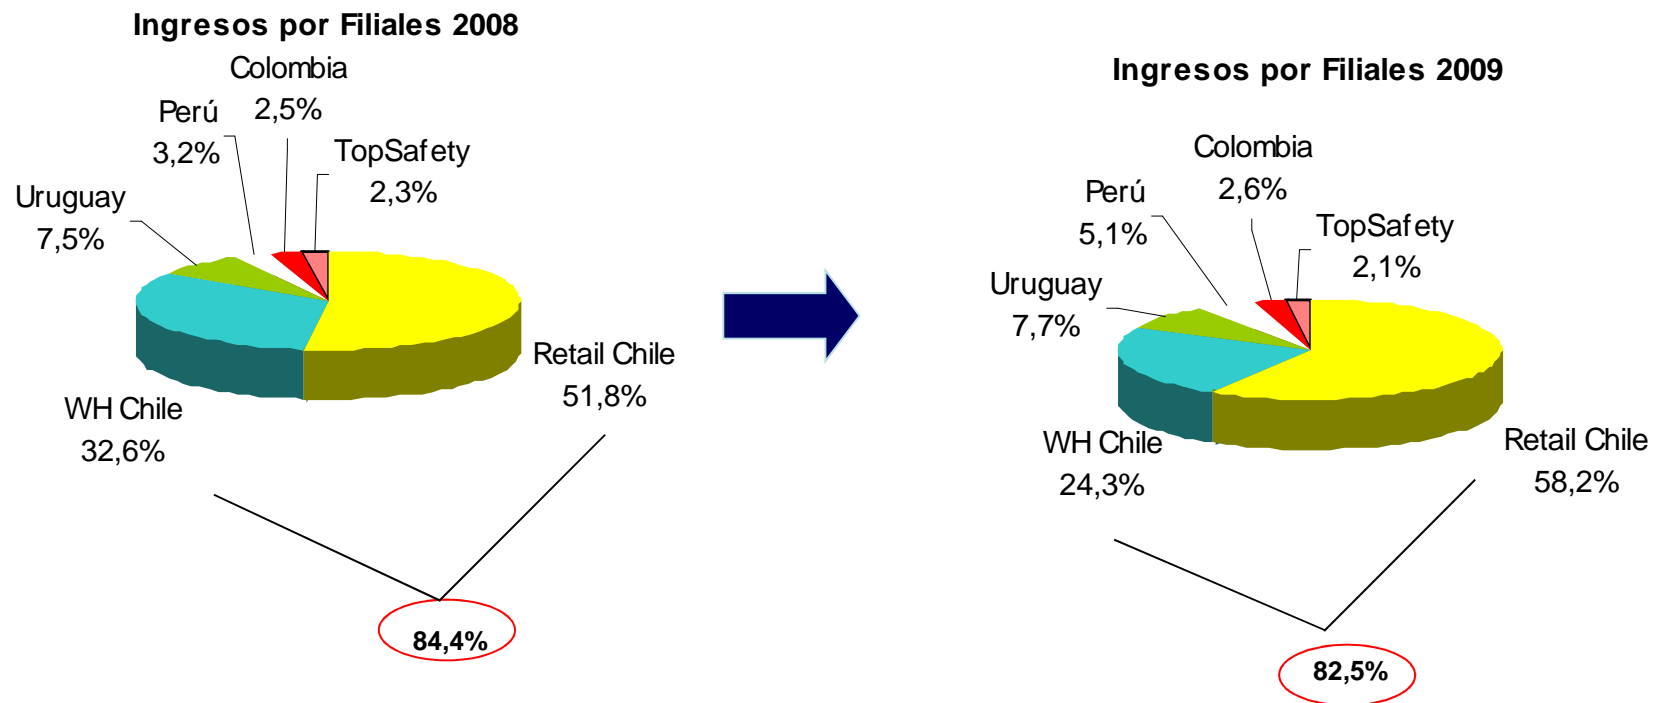 Ingresos por Filiales 2008
Colombia
2,5%
Perú
3,2%
TopSafety
2,3%
Uruguay
7,5%
Retail Chile
51,8%
WH Chile
32,6%
84,4%
Ingresos por Filiales 2009
Colombia
2,6%
Perú
5,1%
TopSafety
2,1%
Uruguay
7,7%
WH Chile
24,3%
Retail Chile
58,2%
82,5%